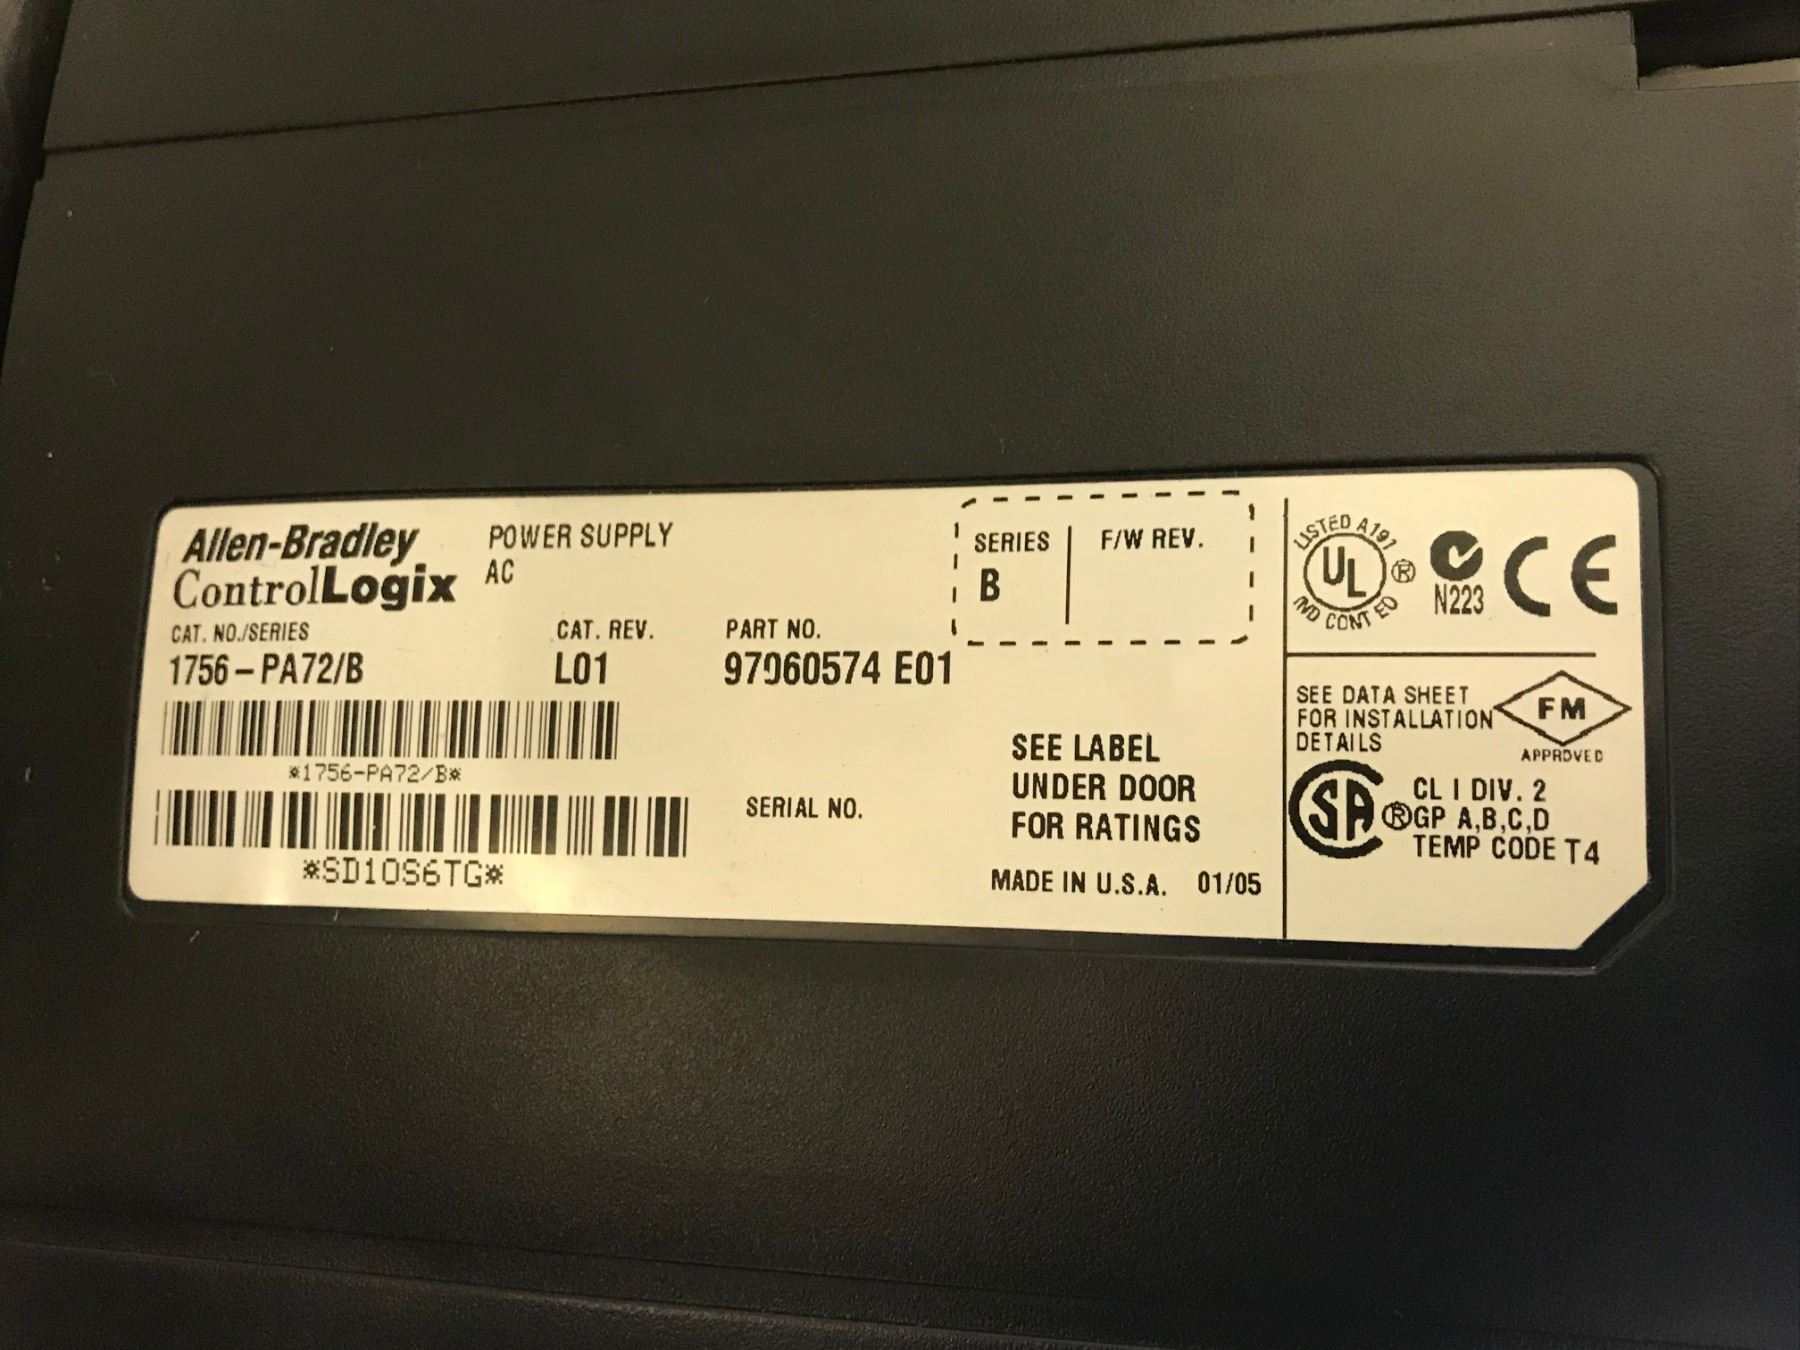 Allen-Bradley
ControlLogix
POWER SUPPLY
AC
SERIES
B
F/W REV.
CAT. NO./SERIES
1756-PA72/B
CAT. REV.
L01
PART NO.
97960574 E01
*1756-PA72/B*
*SD10S6TG*
SERIAL NO.
SEE LABEL
UNDER DOOR
FOR RATINGS
MADE IN U.S.A. 01/05
LISTED A197
UL ®
IND CONT EQ
N223
CE
SEE DATA SHEET
FOR INSTALLATION
DETAILS
FM
APPROVED
SA ®
CL I DIV. 2
GP A,B,C,D
TEMP CODE T4